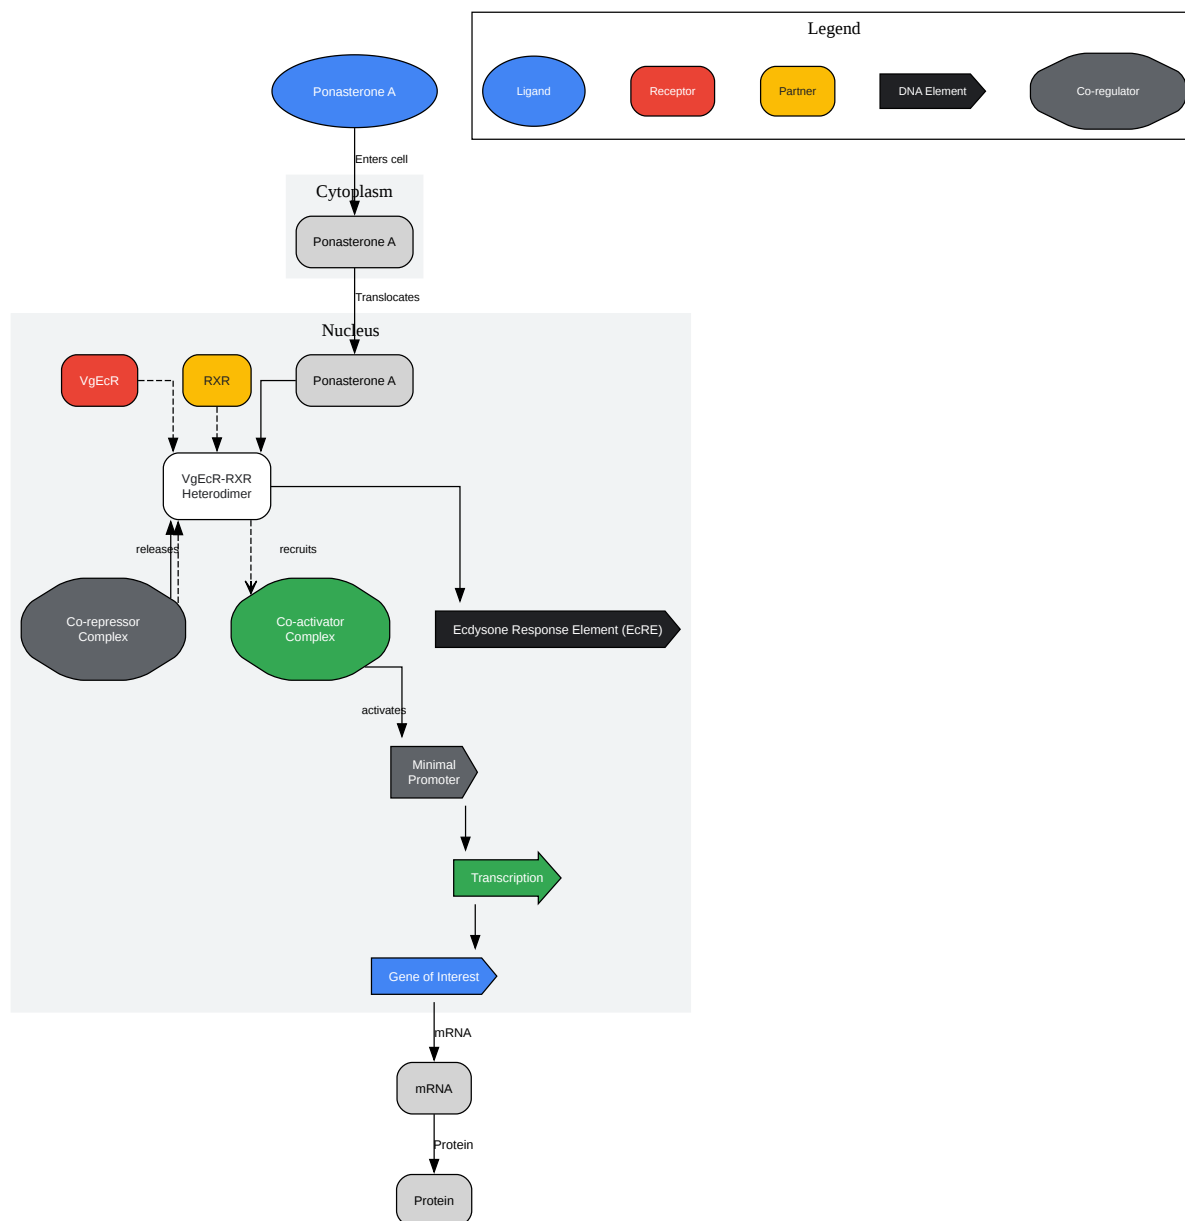 Legend
Ponasterone A
Ligand
Receptor
Partner
DNA Element
Co-regulator
Enters cell
Cytoplasm
Ponasterone A
Translocates
Nucleus
VgEcR
RXR
Ponasterone A
VgEcR-RXR
Heterodimer
releases
recruits
Co-repressor
Complex
Co-activator
Complex
Ecdysone Response Element (EcRE)
activates
Minimal
Promoter
Transcription
Gene of Interest
mRNA
mRNA
Protein
Protein